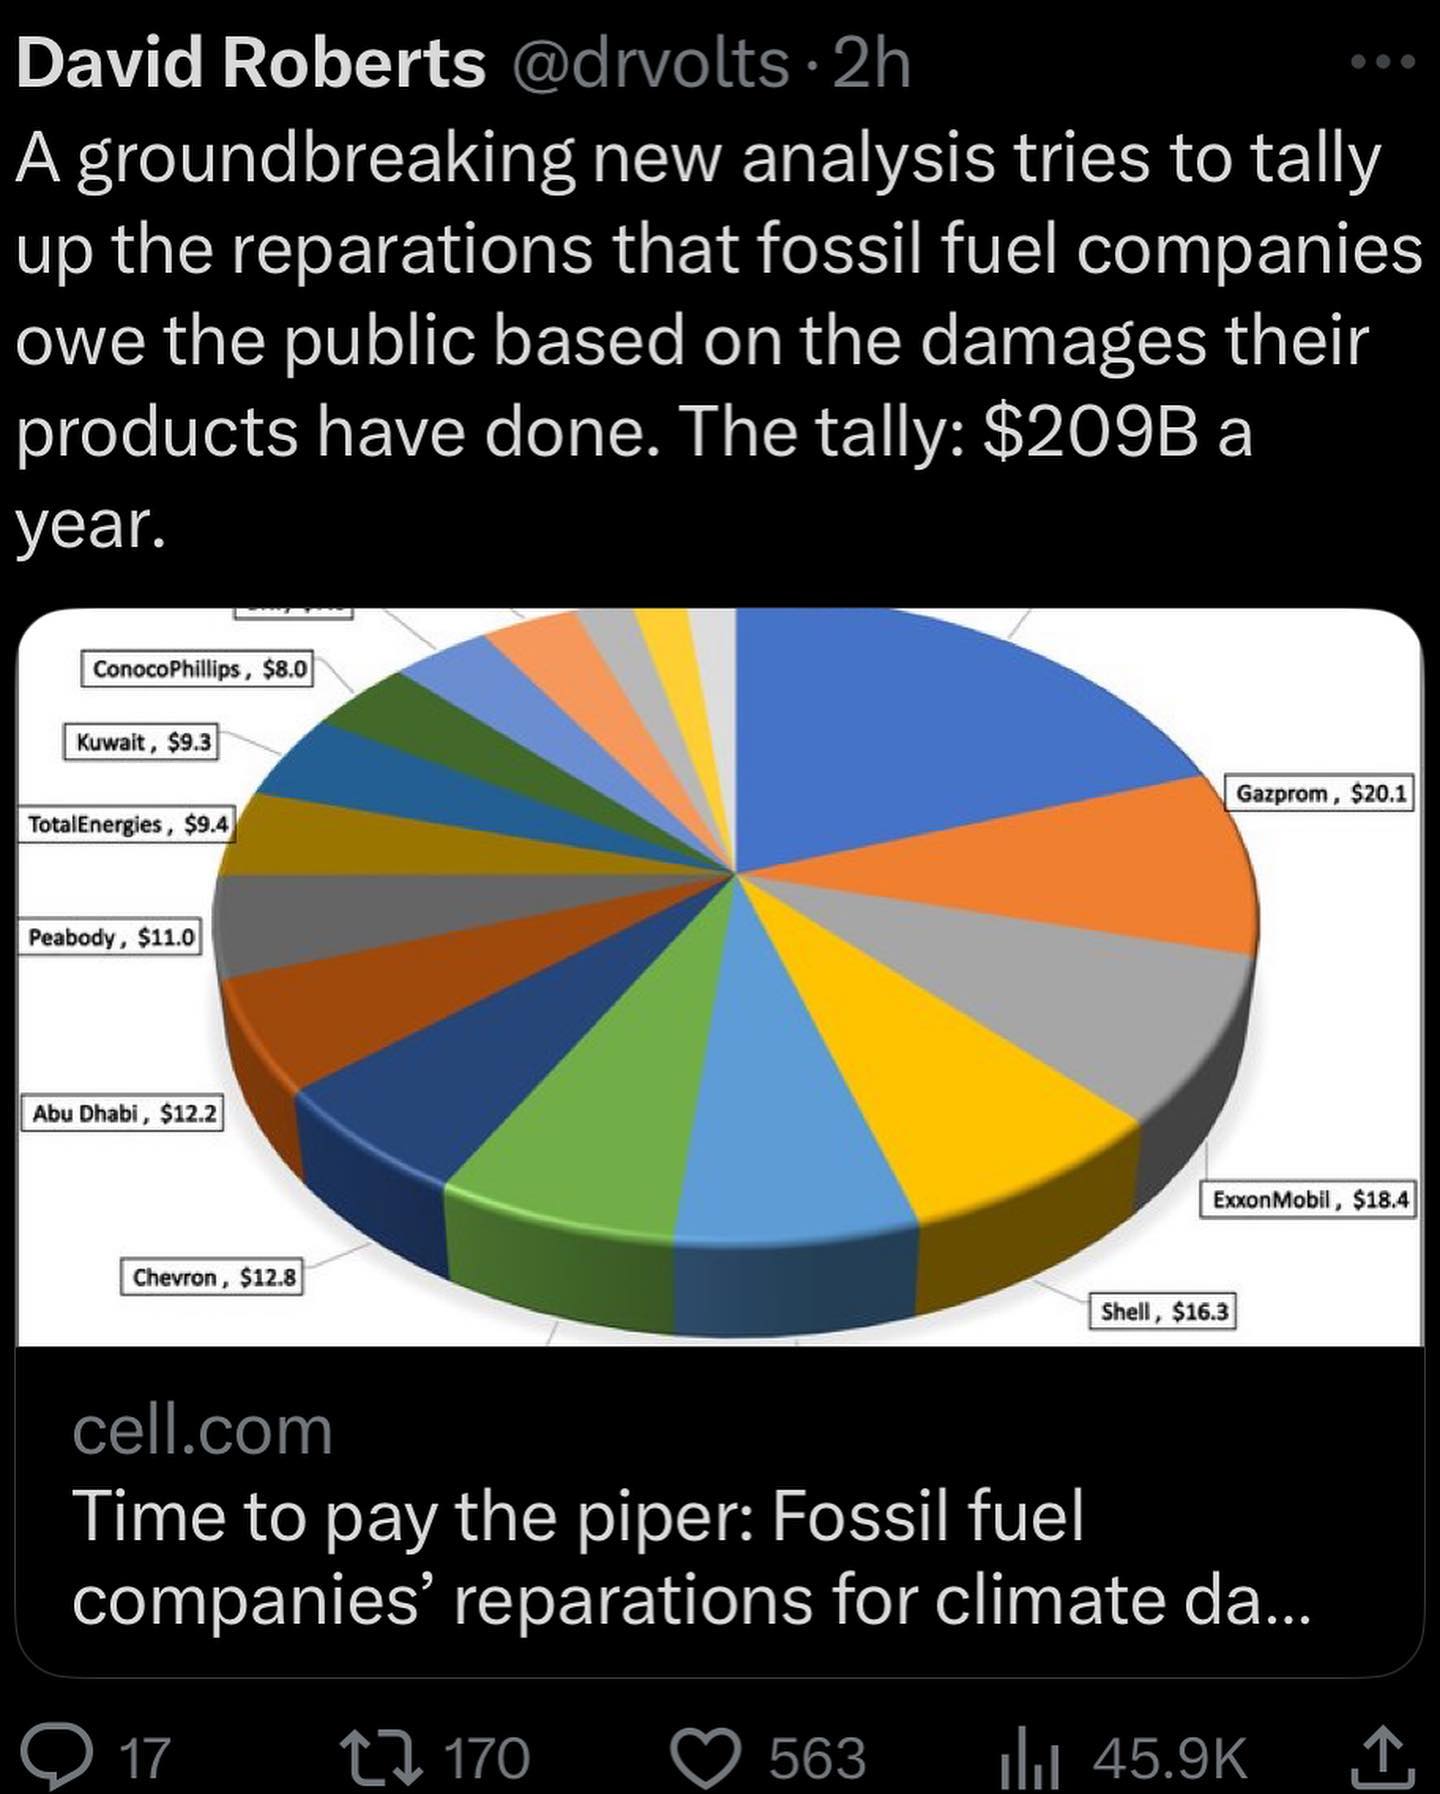 David Roberts @drvolts · 2h
A groundbreaking new analysis tries to tally
up the reparations that fossil fuel companies
owe the public based on the damages their
products have done. The tally: $209B a
year.
ConocoPhillips, $8.0
Kuwait, $9.3
Gazprom, $20.1
TotalEnergies, $9.4
Peabody, $11.0
Abu Dhabi, $12.2
ExxonMobil, $18.4
Chevron, $12.8
Shell, $16.3
cell.com
Time to pay the piper: Fossil fuel
companies’ reparations for climate da...
17 170 563 45.9K